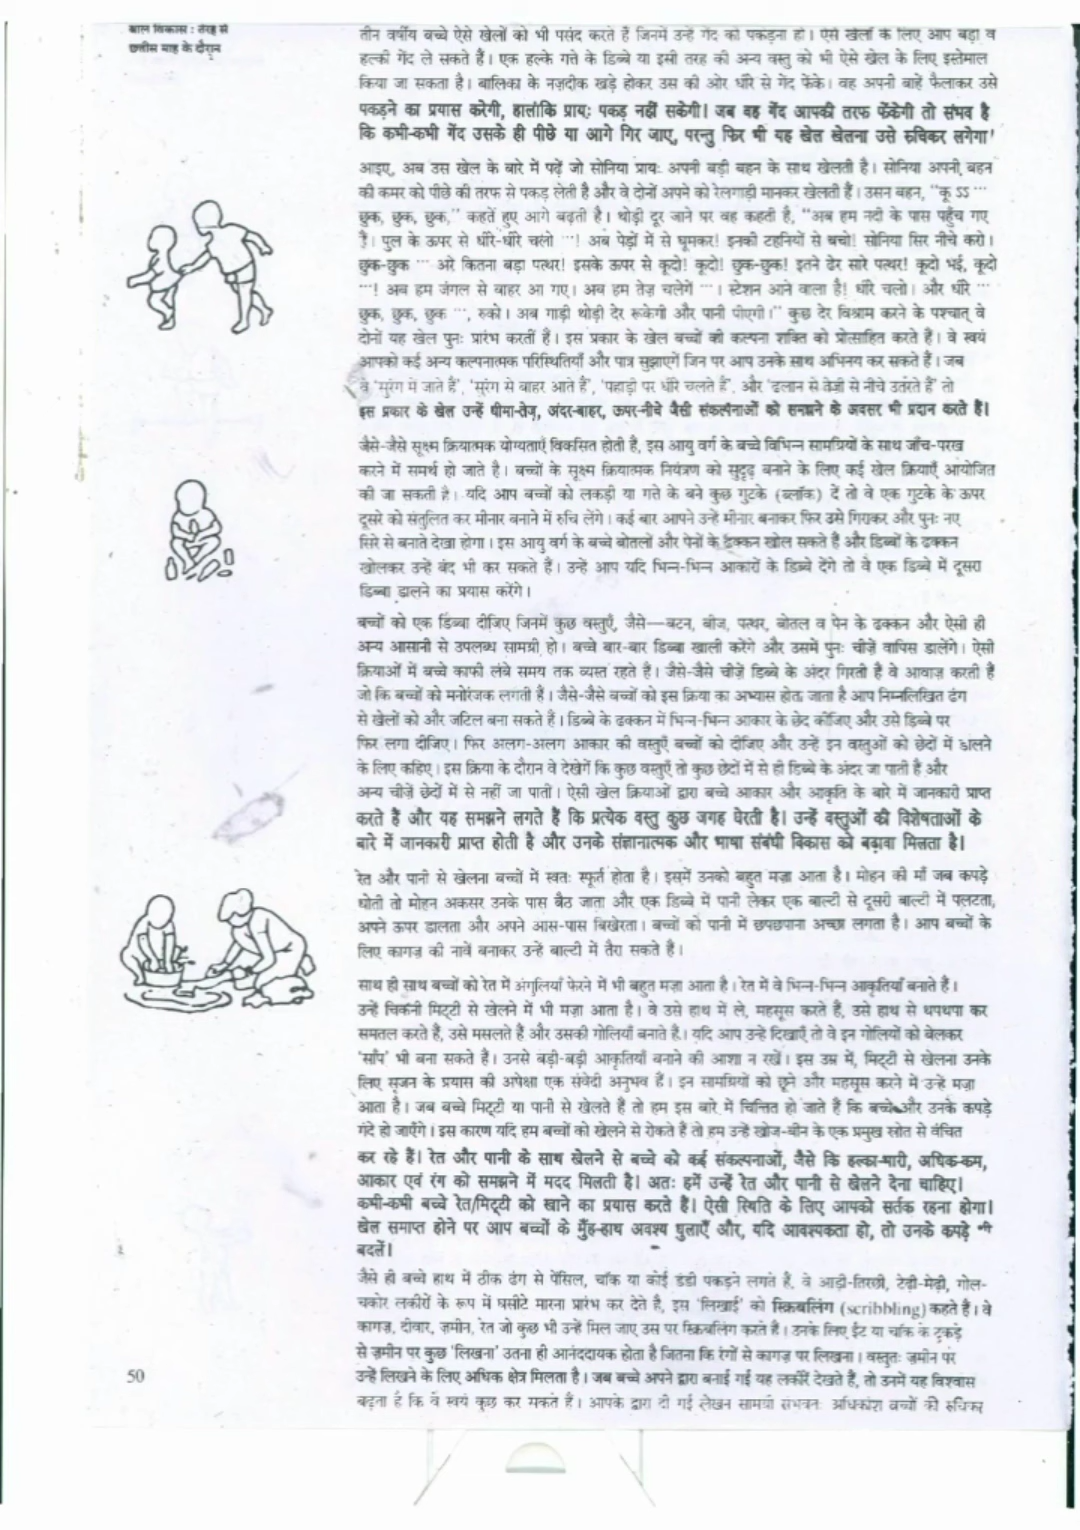 बाल विकास : तेरह से
छत्तीस माह के दौरान
तीन वर्षीय बच्चे ऐसे खेलों को भी पसंद करते हैं जिनमें उन्हें गेंद को पकड़ना हो। ऐसे खेलों के लिए आप बड़ी व
हल्की गेंद ले सकते हैं। एक हल्के गत्ते के डिब्बे या इसी तरह की अन्य वस्तु को भी ऐसे खेल के लिए इस्तेमाल
किया जा सकता है। बालिका के नज़दीक खड़े होकर उस की ओर धीरे से गेंद फेंके। वह अपनी बाहें फैलाकर उसे
पकड़ने का प्रयास करेगी, हालांकि प्रायः पकड़ नहीं सकेगी। जब वह गेंद आपकी तरफ फेंकेगी तो संभव है
कि कभी-कभी गेंद उसके ही पीछे या आगे गिर जाए, परन्तु फिर भी यह खेल खेलना उसे रुचिकर लगेगा'
आइए, अब उस खेल के बारे में पढ़ें जो सोनिया प्रायः अपनी बड़ी बहन के साथ खेलती है। सोनिया अपनी बहन
की कमर को पीछे की तरफ से पकड़ लेती है और वे दोनों अपने को रेलगाड़ी मानकर खेलती हैं। उसन बहन, “कू ऽऽ ...
छुक, छुक, छुक,” कहतें हुए आगे बढ़ती है। थोड़ी दूर जाने पर वह कहती है, “अब हम नदी के पास पहुँच गए
हैं। पुल के ऊपर से धीरे-धीरे चलो ...! अब पेड़ों में से घूमकर! इनकी टहनियों से बचो! सोनिया सिर नीचे करो।
छुक-छुक ... अरे कितना बड़ा पत्थर! इसके ऊपर से कूदो! कूदो! छुक-छुक! इतने ढेर सारे पत्थर! कूदो भई, कूदो
...! अब हम जंगल से बाहर आ गए। अब हम तेज़ चलेगें ...। स्टेशन आने वाला है! धीरे चलो। और धीरे ...
छुक, छुक, छुक ..., रुको। अब गाड़ी थोड़ी देर रूकेगी और पानी पीएगी।” कुछ देर विश्राम करने के पश्चात् वे
दोनों यह खेल पुनः प्रारंभ करतीं हैं। इस प्रकार के खेल बच्चों की कल्पना शक्ति को प्रोत्साहित करते हैं। वे स्वयं
आपको कई अन्य कल्पनात्मक परिस्थितियाँ और पात्र सुझाएगें जिन पर आप उनके साथ अभिनय कर सकते हैं। जब
वे ‘सुरंग में जाते हैं’, ‘सुरंग से बाहर आते हैं’, ‘पहाड़ी पर धीरे चलते हैं’, और ‘ढलान से तेजी से नीचे उतरते हैं’ तो
इस प्रकार के खेल उन्हें धीमा-तेज़, अंदर-बाहर, ऊपर-नीचे जैसी संकल्पनाओं को समझने के अवसर भी प्रदान करते हैं।
जैसे-जैसे सूक्ष्म क्रियात्मक योग्यताएँ विकसित होती हैं, इस आयु वर्ग के बच्चे विभिन्न सामग्रियों के साथ जाँच-परख
करने में समर्थ हो जाते है। बच्चों के सूक्ष्म क्रियात्मक नियंत्रण को सुदृढ़ बनाने के लिए कई खेल क्रियाएँ आयोजित
की जा सकती है। यदि आप बच्चों को लकड़ी या गत्ते के बने कुछ गुटके (ब्लॉक) दें तो वे एक गुटके के ऊपर
दूसरे को संतुलित कर मीनार बनाने में रुचि लेंगे। कई बार आपने उन्हें मीनार बनाकर फिर उसे गिराकर और पुनः नए
सिरे से बनाते देखा होगा। इस आयु वर्ग के बच्चे बोतलों और पेनों के ढक्कन खोल सकते हैं और डिब्बों के ढक्कन
खोलकर उन्हें बंद भी कर सकते हैं। उन्हें आप यदि भिन्न-भिन्न आकारों के डिब्बे देंगे तो वे एक डिब्बे में दूसरा
डिब्बा डालने का प्रयास करेंगे।
बच्चों को एक डिब्बा दीजिए जिनमें कुछ वस्तुएँ, जैसे—बटन, बीज, पत्थर, बोतल व पेन के ढक्कन और ऐसी ही
अन्य आसानी से उपलब्ध सामग्री हो। बच्चे बार-बार डिब्बा खाली करेंगे और उसमें पुनः चीज़ें वापिस डालेंगे। ऐसी
क्रियाओं में बच्चे काफी लंबे समय तक व्यस्त रहते हैं। जैसे-जैसे चीज़ें डिब्बे के अंदर गिरती हैं वे आवाज़ करती हैं
जो कि बच्चों को मनोरंजक लगती हैं। जैसे-जैसे बच्चों को इस क्रिया का अभ्यास होता जाता है आप निम्नलिखित ढंग
से खेलों को और जटिल बना सकते हैं। डिब्बे के ढक्कन में भिन्न-भिन्न आकार के छेद कीजिए और उसे डिब्बे पर
फिर लगा दीजिए। फिर अलग-अलग आकार की वस्तुएँ बच्चों को दीजिए और उन्हें इन वस्तुओं को छेदों में डालने
के लिए कहिए। इस क्रिया के दौरान वे देखेगें कि कुछ वस्तुएँ तो कुछ छेदों में से ही डिब्बे के अंदर जा पाती हैं और
अन्य चीज़ें छेदों में से नहीं जा पातीं। ऐसी खेल क्रियाओं द्वारा बच्चे आकार और आकृति के बारे में जानकारी प्राप्त
करते हैं और यह समझने लगते हैं कि प्रत्येक वस्तु कुछ जगह घेरती है। उन्हें वस्तुओं की विशेषताओं के
बारे में जानकारी प्राप्त होती है और उनके संज्ञानात्मक और भाषा संबंधी विकास को बढ़ावा मिलता है।
रेत और पानी से खेलना बच्चों में स्वतः स्फूर्त होता है। इसमें उनको बहुत मज़ा आता है। मोहन की माँ जब कपड़े
धोती तो मोहन अकसर उनके पास बैठ जाता और एक डिब्बे में पानी लेकर एक बाल्टी से दूसरी बाल्टी में पलटता,
अपने ऊपर डालता और अपने आस-पास बिखेरता। बच्चों को पानी में छपछपाना अच्छा लगता है। आप बच्चों के
लिए कागज़ की नावें बनाकर उन्हें बाल्टी में तैरा सकते हैं।
साथ ही साथ बच्चों को रेत में अंगुलियाँ फेरने में भी बहुत मज़ा आता है। रेत में वे भिन्न-भिन्न आकृतियाँ बनाते हैं।
उन्हें चिकनी मिट्टी से खेलने में भी मज़ा आता है। वे उसे हाथ में ले, महसूस करते हैं, उसे हाथ से थपथपा कर
समतल करते हैं, उसे मसलते हैं और उसकी गोलियाँ बनाते हैं। यदि आप उन्हें दिखाएँ तो वे इन गोलियों को बेलकर
‘साँप’ भी बना सकते हैं। उनसे बड़ी-बड़ी आकृतियाँ बनाने की आशा न रखें। इस उम्र में, मिट्टी से खेलना उनके
लिए सृजन के प्रयास की अपेक्षा एक संवेदी अनुभव हैं। इन सामग्रियों को छूने और महसूस करने में उन्हें मज़ा
आता है। जब बच्चे मिट्टी या पानी से खेलते हैं तो हम इस बारे में चिन्तित हो जाते हैं कि बच्चे और उनके कपड़े
गंदे हो जाएँगे। इस कारण यदि हम बच्चों को खेलने से रोकते हैं तो हम उन्हें खोज-बीन के एक प्रमुख स्रोत से वंचित
कर रहे हैं। रेत और पानी के साथ खेलने से बच्चे को कई संकल्पनाओं, जैसे कि हल्का-भारी, अधिक-कम,
आकार एवं रंग को समझने में मदद मिलती है। अतः हमें उन्हें रेत और पानी से खेलने देना चाहिए।
कभी-कभी बच्चे रेत/मिट्टी को खाने का प्रयास करते हैं। ऐसी स्थिति के लिए आपको सर्तक रहना होगा।
खेल समाप्त होने पर आप बच्चों के मुँह-हाथ अवश्य धुलाएँ और, यदि आवश्यकता हो, तो उनके कपड़े भी
बदलें।
जैसे ही बच्चे हाथ में ठीक ढंग से पेंसिल, चॉक या कोई डंडी पकड़ने लगते हैं, वे आड़ी-तिरछी, टेढ़ी-मेढ़ी, गोल-
चकोर लकीरों के रूप में घसीटे मारना प्रारंभ कर देते है, इस ‘लिखाई’ को स्क्रिबलिंग (scribbling) कहते हैं। वे
कागज़, दीवार, ज़मीन, रेत जो कुछ भी उन्हें मिल जाए उस पर स्क्रिबलिंग करते हैं। उनके लिए ईंट या चॉक के टुकड़े
से ज़मीन पर कुछ ‘लिखना’ उतना ही आनंददायक होता है जितना कि रंगों से कागज़ पर लिखना। वस्तुतः ज़मीन पर
उन्हें लिखने के लिए अधिक क्षेत्र मिलता है। जब बच्चे अपने द्वारा बनाई गई यह लकीरें देखते हैं, तो उनमें यह विश्वास
बढ़ता है कि वे स्वयं कुछ कर सकते हैं। आपके द्वारा दी गई लेखन सामग्री संभवतः अधिकांश बच्चों की रुचिकर
50